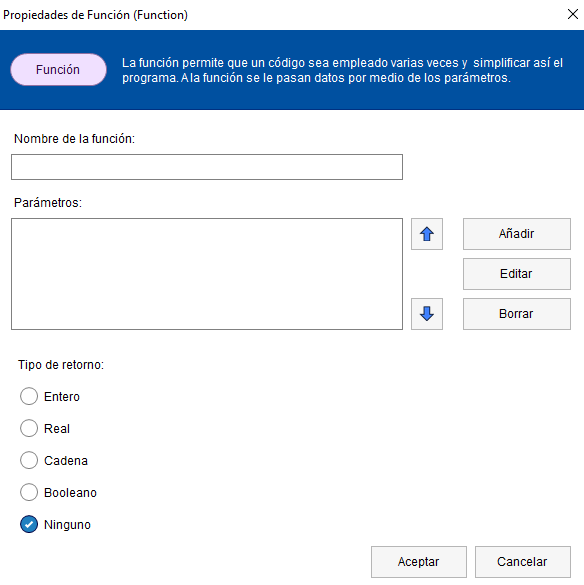 Propiedades de Función (Function)
Función
La función permite que un código sea empleado varias veces y simplificar así el
programa. A la función se le pasan datos por medio de los parámetros.
Nombre de la función:
Parámetros:
Añadir
Editar
Borrar
Tipo de retorno:
Entero
Real
Cadena
Booleano
Ninguno
Aceptar
Cancelar